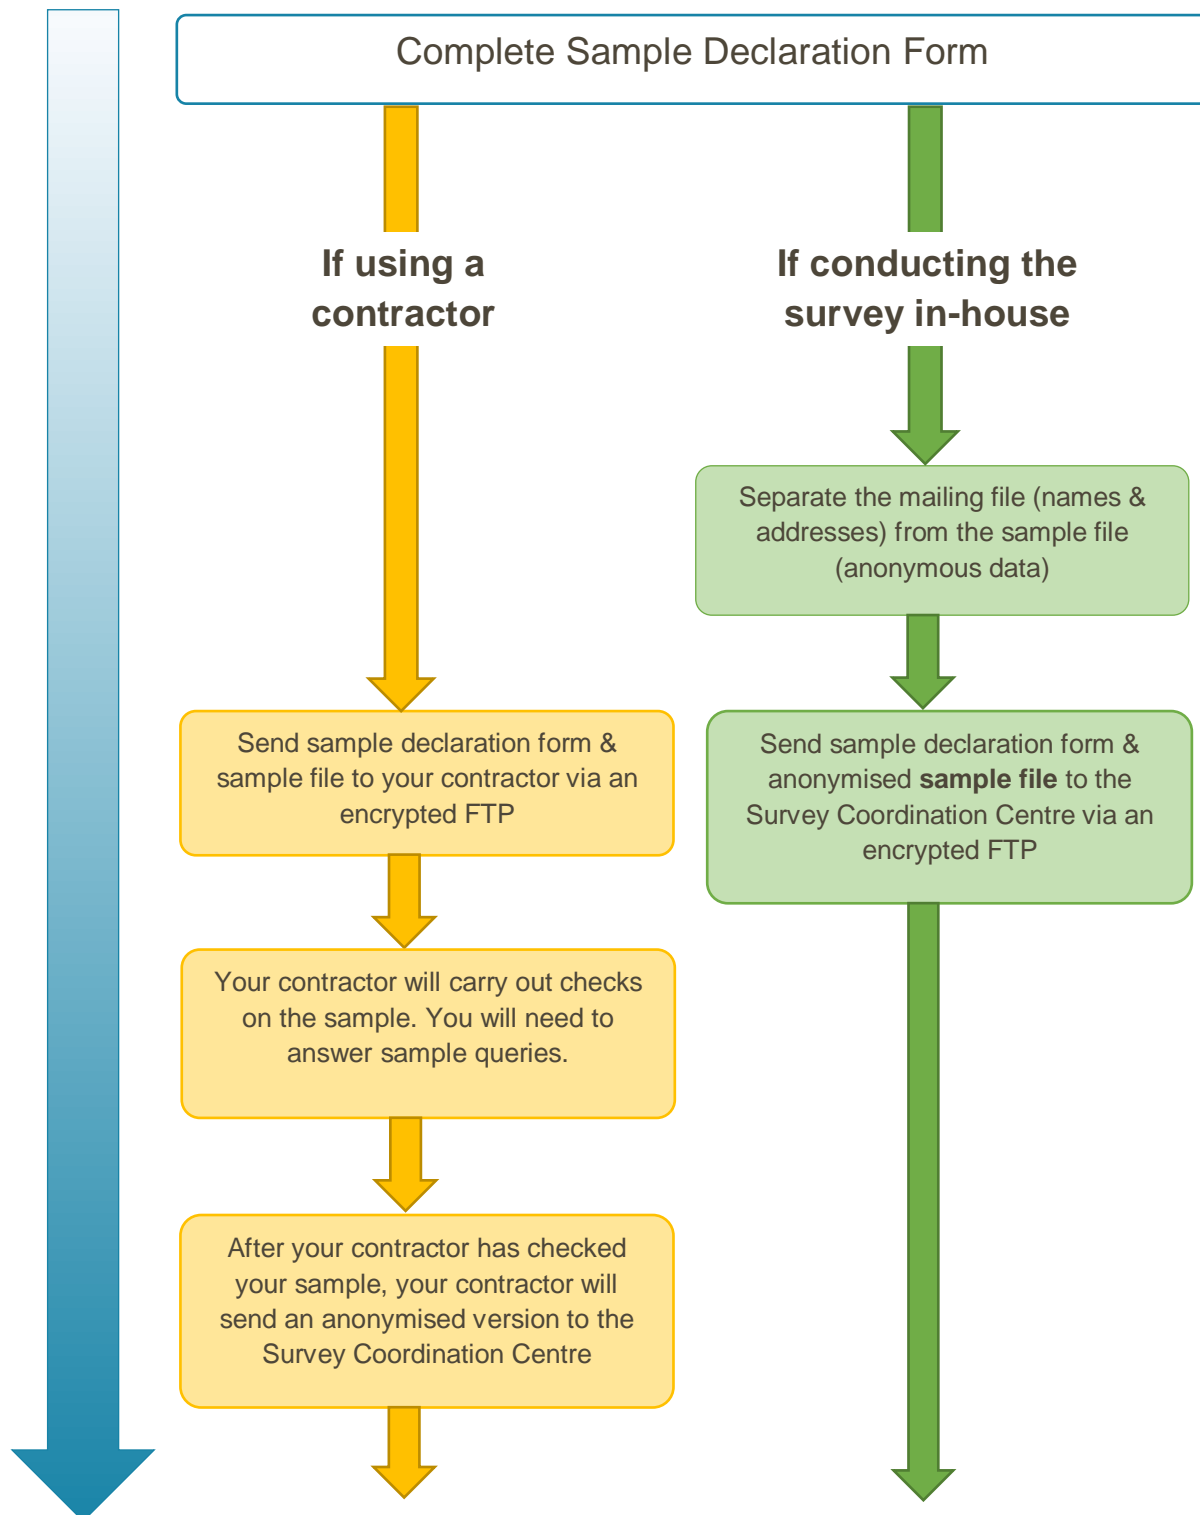 Complete Sample Declaration Form
If using a
contractor
If conducting the
survey in-house
Separate the mailing file (names &
addresses) from the sample file
(anonymous data)
Send sample declaration form &
sample file to your contractor via an
encrypted FTP
Send sample declaration form &
anonymised sample file to the
Survey Coordination Centre via an
encrypted FTP
Your contractor will carry out checks
on the sample. You will need to
answer sample queries.
After your contractor has checked
your sample, your contractor will
send an anonymised version to the
Survey Coordination Centre